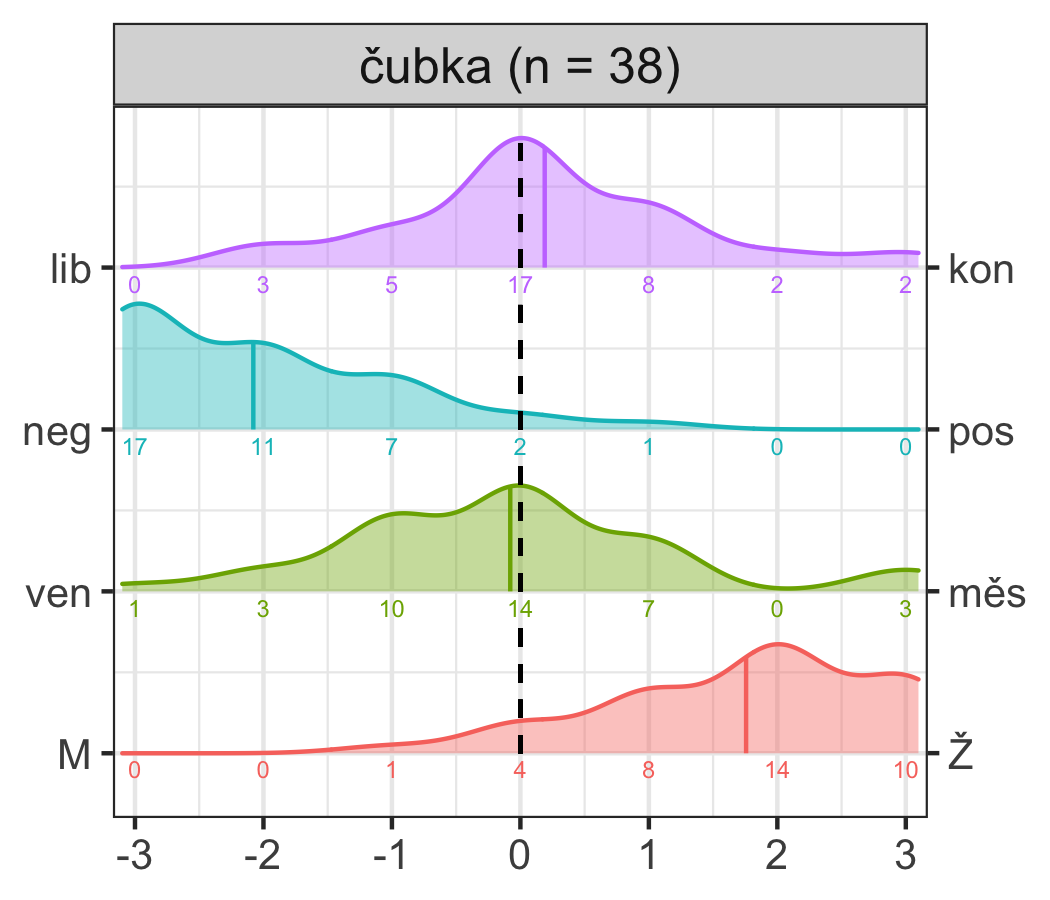 čubka (n = 38)
lib kon
0 3 5 17 8 2 2
neg pos
17 11 7 2 1 0 0
ven měs
1 3 10 14 7 0 3
M Ž
0 0 1 4 8 14 10
-3 -2 -1 0 1 2 3